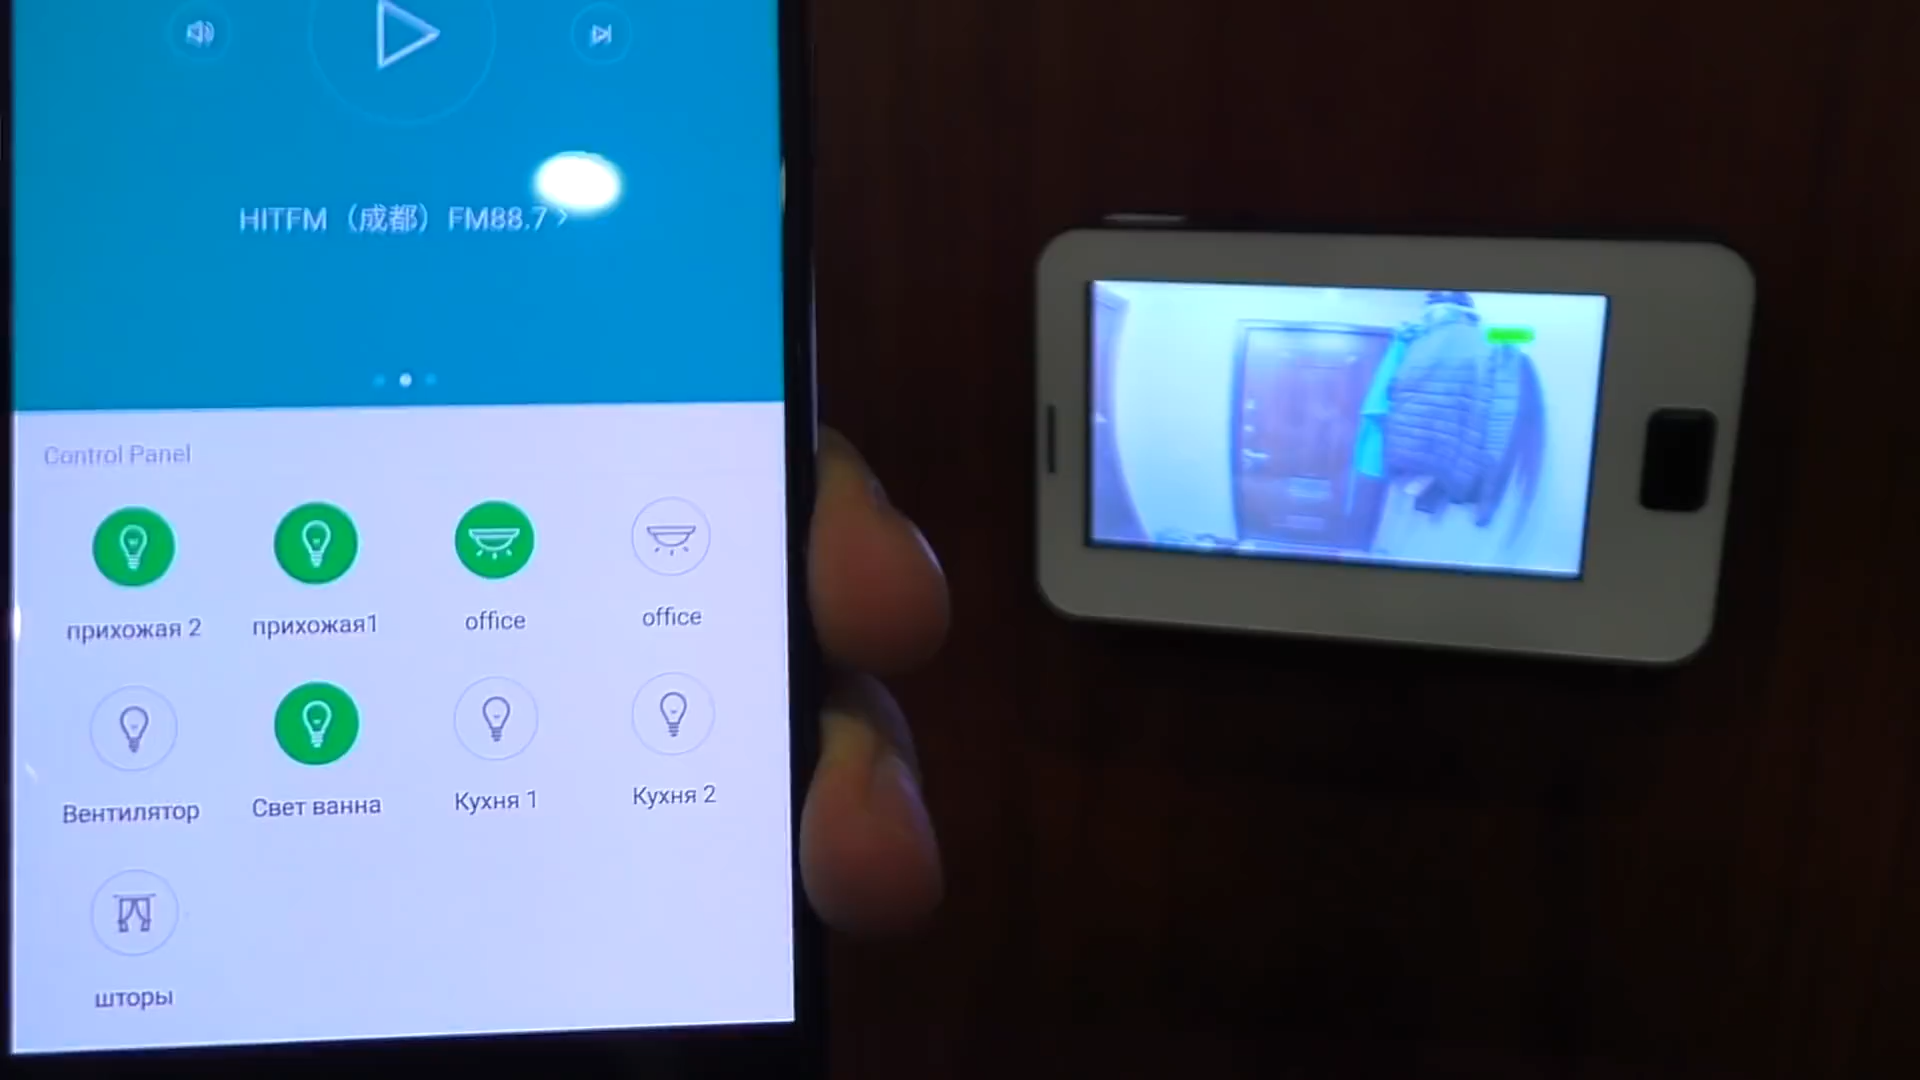 HITFM（成都）FM88.7 >
Control Panel
прихожая 2 прихожая1 office office
Вентилятор Свет ванна Кухня 1 Кухня 2
шторы